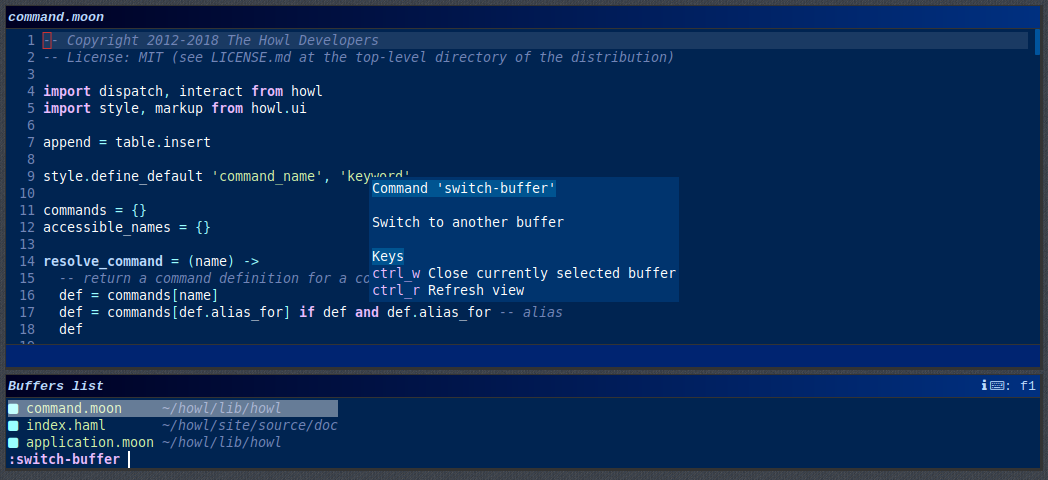 command.moon
1 -- Copyright 2012-2018 The Howl Developers
2 -- License: MIT (see LICENSE.md at the top-level directory of the distribution)
3
4 import dispatch, interact from howl
5 import style, markup from howl.ui
6
7 append = table.insert
8
9 style.define_default 'command_name', 'keyword'
10
11 commands = {}
12 accessible_names = {}
13
14 resolve_command = (name) ->
15 -- return a command definition for a co
16 def = commands[name]
17 def = commands[def.alias_for] if def and def.alias_for -- alias
18 def
19
Command 'switch-buffer'
Switch to another buffer
Keys
ctrl_w Close currently selected buffer
ctrl_r Refresh view
Buffers list
: f1
command.moon ~/howl/lib/howl
index.haml ~/howl/site/source/doc
application.moon ~/howl/lib/howl
:switch-buffer